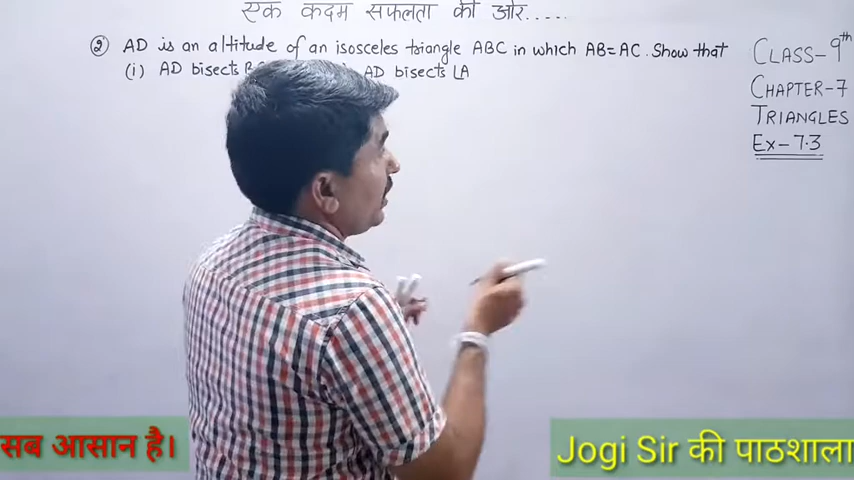 एक कदम सफलता की ओर.....
② AD is an altitude of an isosceles triangle ABC in which AB=AC. Show that
(i) AD bisects AD bisects ∠A
CLASS-9th
CHAPTER-7
TRIANGLES
Ex-7.3
सब आसान है।
Jogi Sir की पाठशाला